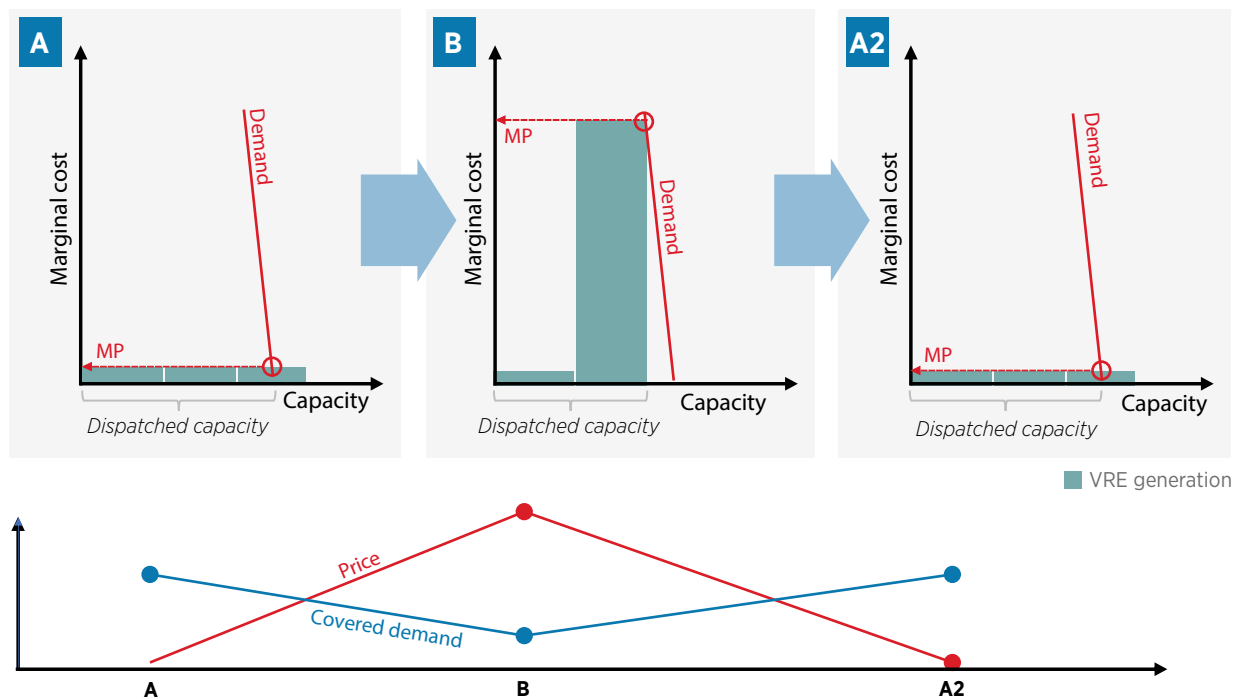 A
Marginal cost
Demand
MP
Capacity
Dispatched capacity
B
Marginal cost
MP
Demand
Capacity
Dispatched capacity
A2
Marginal cost
Demand
MP
Capacity
Dispatched capacity
VRE generation
Price
Covered demand
A
B
A2